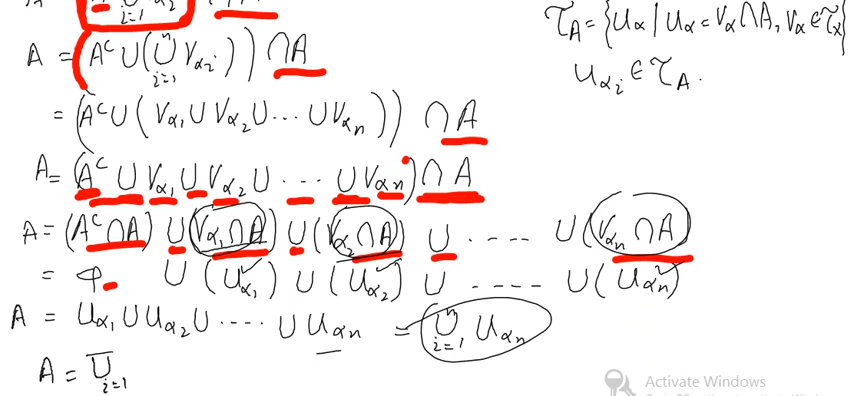 i=1
A = (A^c ∪ (⋃_{i=1}^{n} V_{α_i})) ∩ A
= (A^c ∪ (V_{α_1} ∪ V_{α_2} ∪ ... ∪ V_{α_n})) ∩ A
A = (A^c ∪ V_{α_1} ∪ V_{α_2} ∪ ... ∪ V_{α_n}) ∩ A
A = (A^c ∩ A) ∪ (V_{α_1} ∩ A) ∪ (V_{α_2} ∩ A) ∪ .... ∪ (V_{α_n} ∩ A)
= φ ∪ (U_{α_1}) ∪ (U_{α_2}) ∪ .... ∪ (U_{α_n})
A = U_{α_1} ∪ U_{α_2} ∪ .... ∪ U_{α_n} = ⋃_{i=1}^{n} U_{α_n}
A = ⋃_{i=1}
τ_A = {U_α | U_α = V_α ∩ A, V_α ∈ τ_x}
U_{α_i} ∈ τ_A.
Activate Windows